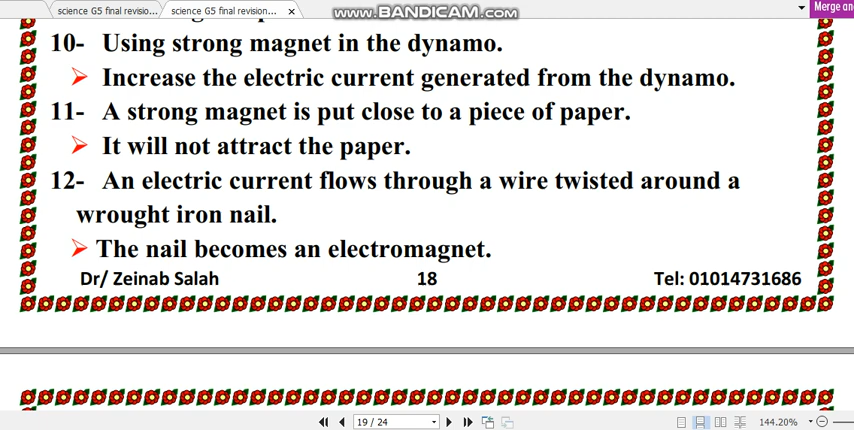 science G5 final revisio...
science G5 final revision...
www.BANDICAM.com
Merge an
10- Using strong magnet in the dynamo.
Increase the electric current generated from the dynamo.
11- A strong magnet is put close to a piece of paper.
It will not attract the paper.
12- An electric current flows through a wire twisted around a
wrought iron nail.
The nail becomes an electromagnet.
Dr/ Zeinab Salah 18 Tel: 01014731686
19 / 24
144.20%